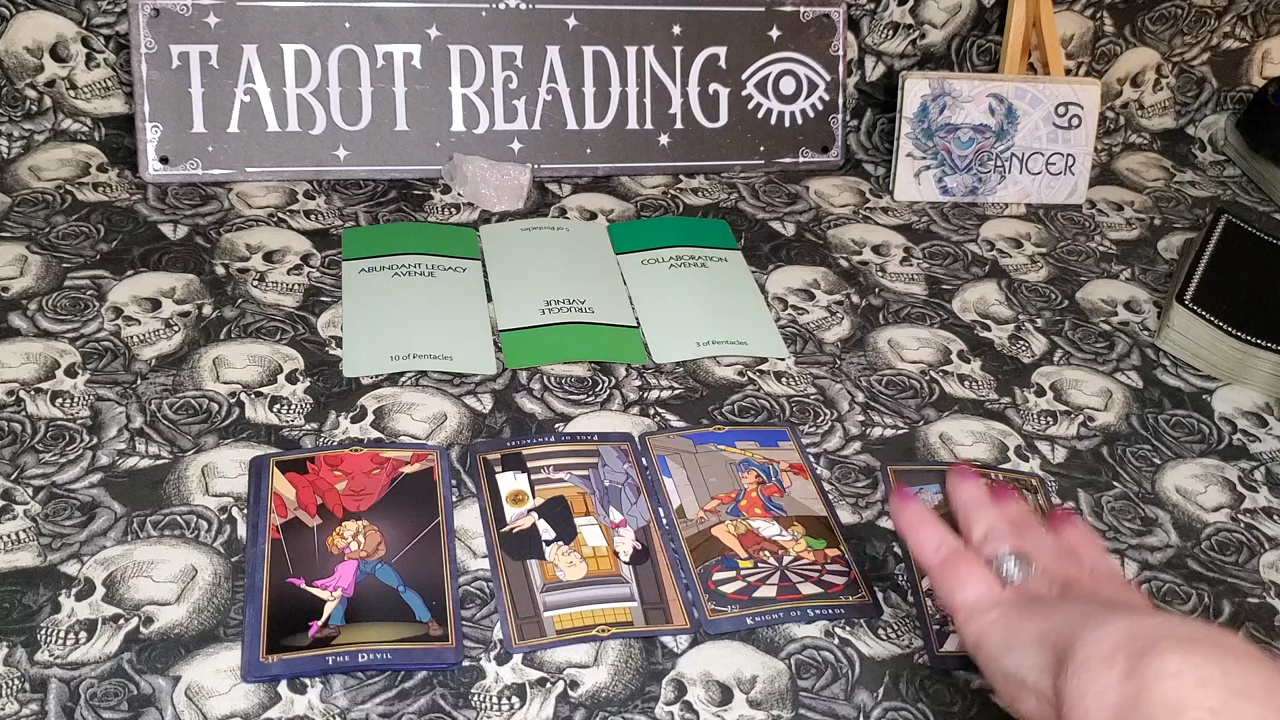 TAROT READING
CANCER
ABUNDANT LEGACY
AVENUE
10 of Pentacles
5 of Pentacles
STRUGGLE
AVENUE
COLLABORATION
AVENUE
3 of Pentacles
THE DEVIL
PAGE OF PENTACLES
KNIGHT OF SWORDS